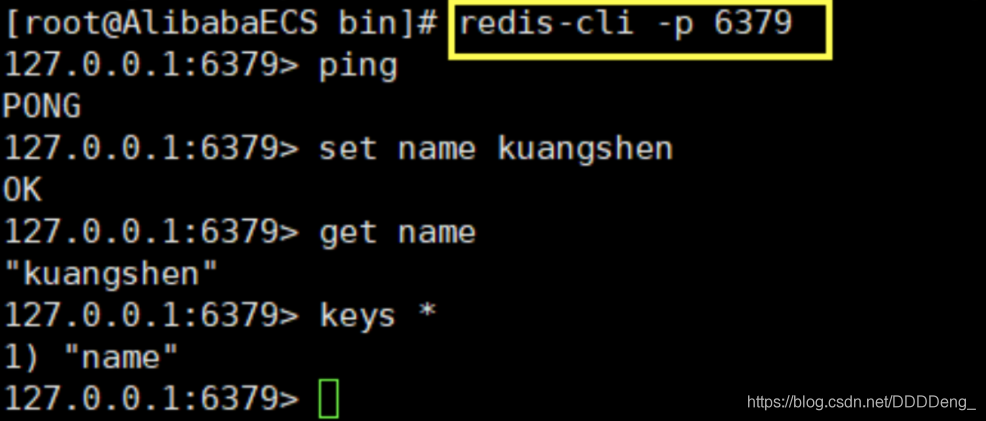 [root@AlibabaECS bin]# redis-cli -p 6379
127.0.0.1:6379> ping
PONG
127.0.0.1:6379> set name kuangshen
OK
127.0.0.1:6379> get name
"kuangshen"
127.0.0.1:6379> keys *
1) "name"
127.0.0.1:6379>
https://blog.csdn.net/DDDDeng_